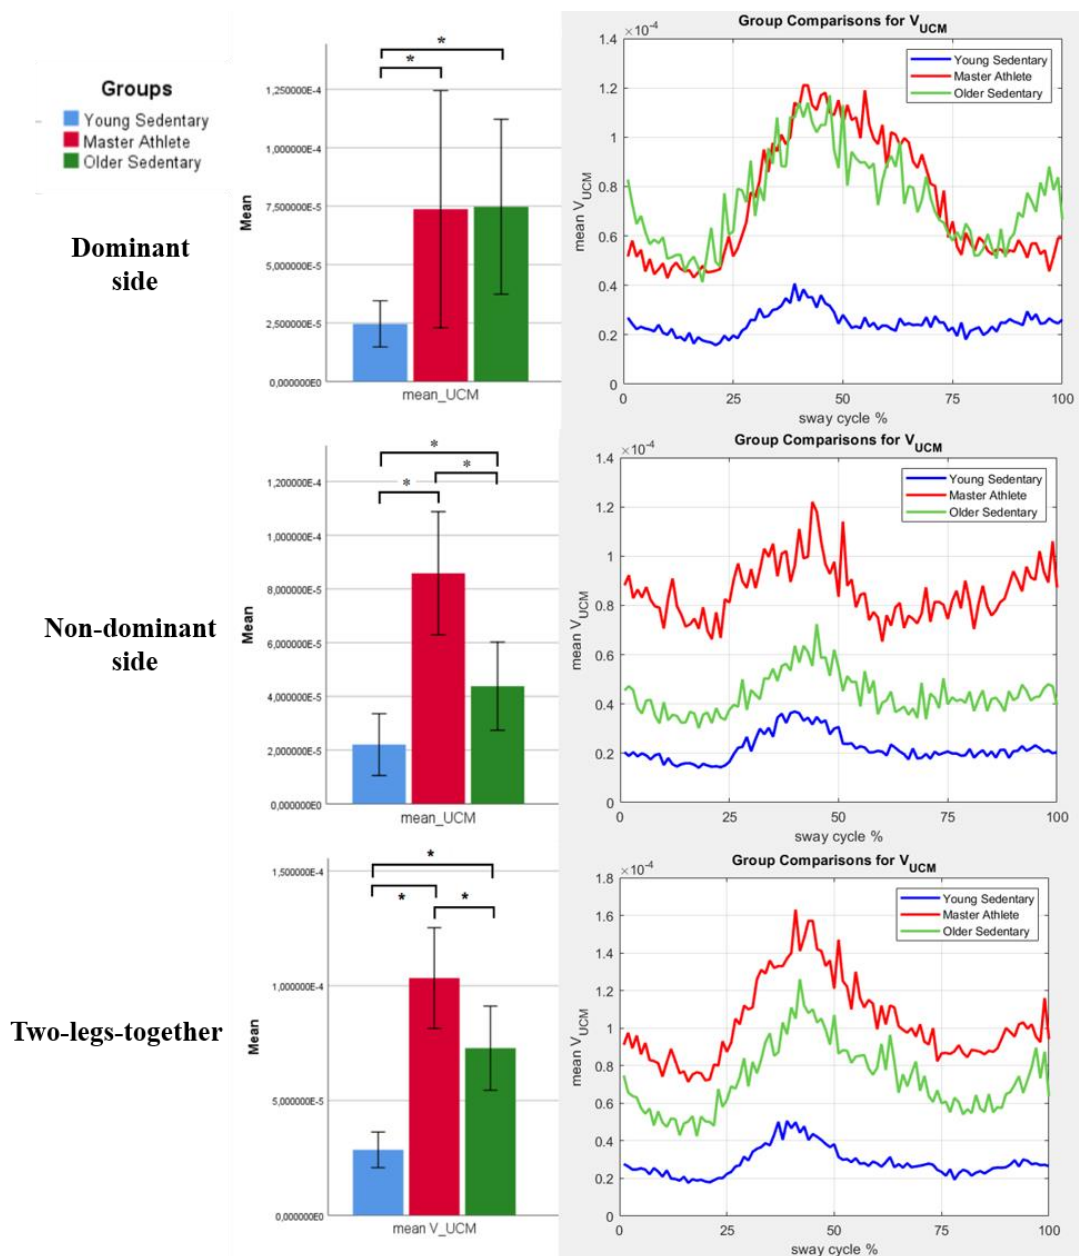 Groups
Young Sedentary
Master Athlete
Older Sedentary
Dominant
side
*
*
1,250000E-4
1,000000E-4
7,500000E-5
5,000000E-5
2,500000E-5
0,000000E0
Mean
mean_UCM
Group Comparisons for V_UCM
×10^-4
1.4
1.2
1
0.8
0.6
0.4
0.2
0
mean V_UCM
Young Sedentary
Master Athlete
Older Sedentary
0 25 50 75 100
sway cycle %
Non-dominant
side
*
*
*
1,200000E-4
1,000000E-4
8,000000E-5
6,000000E-5
4,000000E-5
2,000000E-5
0,000000E0
Mean
mean_UCM
Group Comparisons for V_UCM
×10^-4
1.4
1.2
1
0.8
0.6
0.4
0.2
0
mean V_UCM
Young Sedentary
Master Athlete
Older Sedentary
0 25 50 75 100
sway cycle %
Two-legs-together
*
*
*
1,500000E-4
1,000000E-4
5,000000E-5
0,000000E0
Mean
mean V_UCM
Group Comparisons for V_UCM
×10^-4
1.8
1.6
1.4
1.2
1
0.8
0.6
0.4
0.2
0
mean V_UCM
Young Sedentary
Master Athlete
Older Sedentary
0 25 50 75 100
sway cycle %